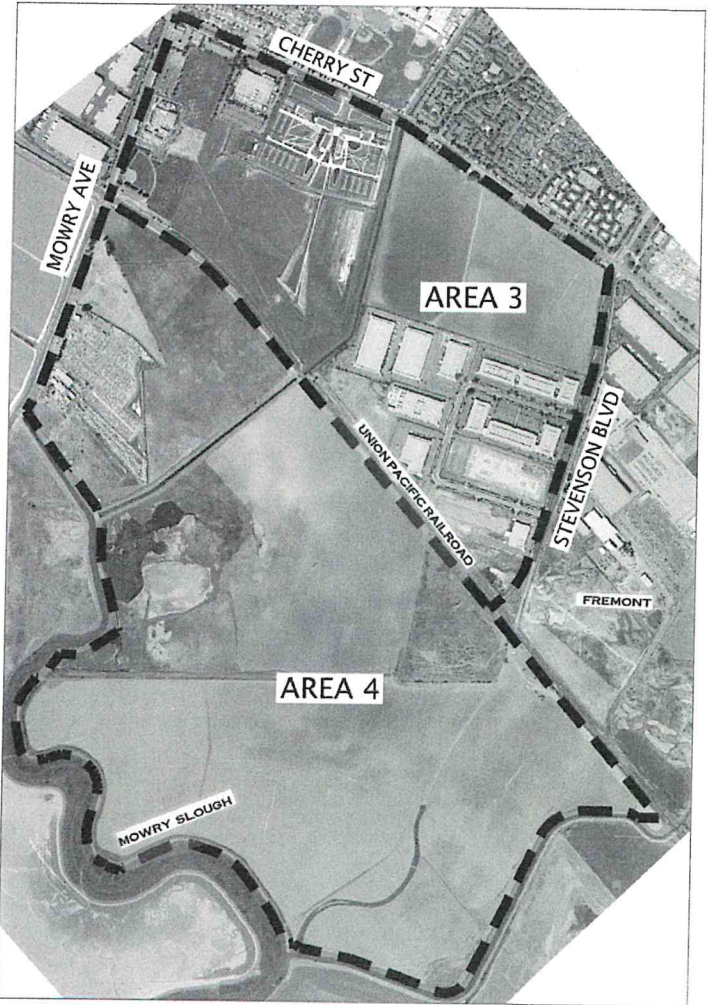 CHERRY ST
MOWRY AVE
AREA 3
UNION PACIFIC RAILROAD
STEVENSON BLVD
FREMONT
AREA 4
MOWRY SLOUGH